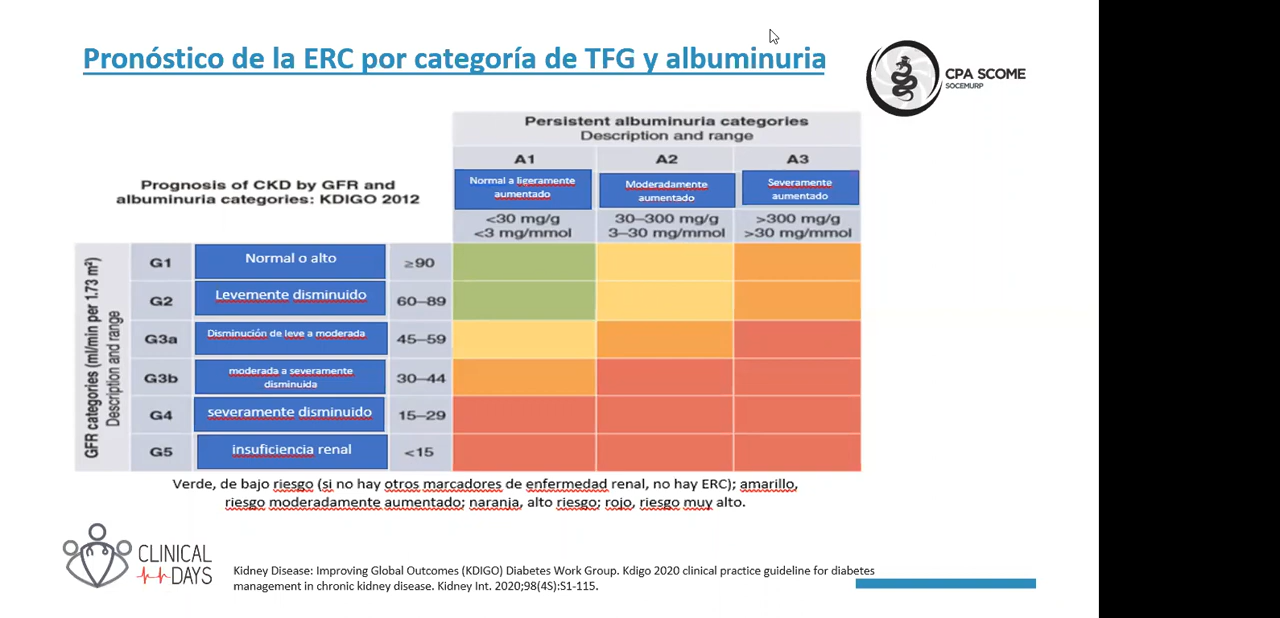 Pronóstico de la ERC por categoría de TFG y albuminuria
CPA SCOME
SOCEMURP
Persistent albuminuria categories
Description and range
A1
A2
A3
Prognosis of CKD by GFR and
albuminuria categories: KDIGO 2012
Normal a ligeramente
aumentado
Moderadamente
aumentado
Severamente
aumentado
<30 mg/g
<3 mg/mmol
30–300 mg/g
3–30 mg/mmol
>300 mg/g
>30 mg/mmol
GFR categories (ml/min per 1.73 m²)
Description and range
G1
Normal o alto
≥90
G2
Levemente disminuido
60–89
G3a
Disminución de leve a moderada
45–59
G3b
moderada a severamente
disminuida
30–44
G4
severamente disminuido
15–29
G5
insuficiencia renal
<15
Verde, de bajo riesgo (si no hay otros marcadores de enfermedad renal, no hay ERC); amarillo,
riesgo moderadamente aumentado; naranja, alto riesgo; rojo, riesgo muy alto.
CLINICAL
DAYS
Kidney Disease: Improving Global Outcomes (KDIGO) Diabetes Work Group. Kdigo 2020 clinical practice guideline for diabetes
management in chronic kidney disease. Kidney Int. 2020;98(4S):S1-115.